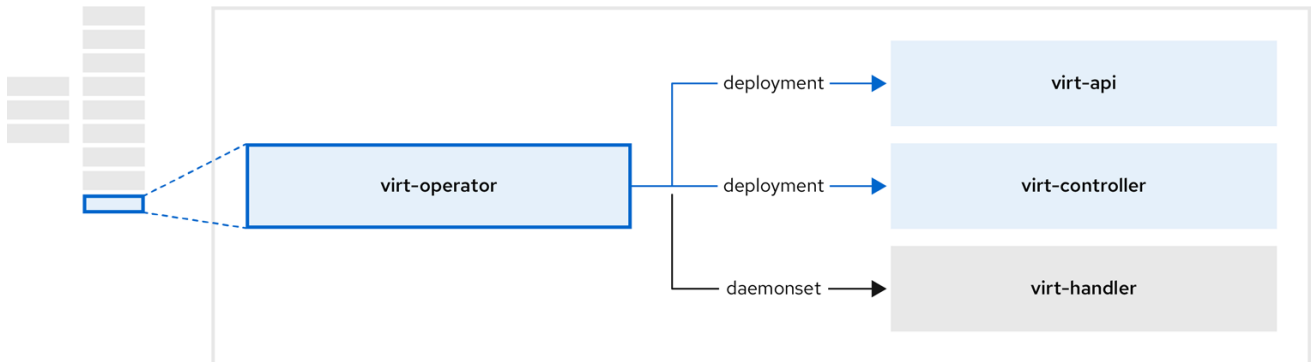 deployment
virt-api
virt-operator
deployment
virt-controller
daemonset
virt-handler